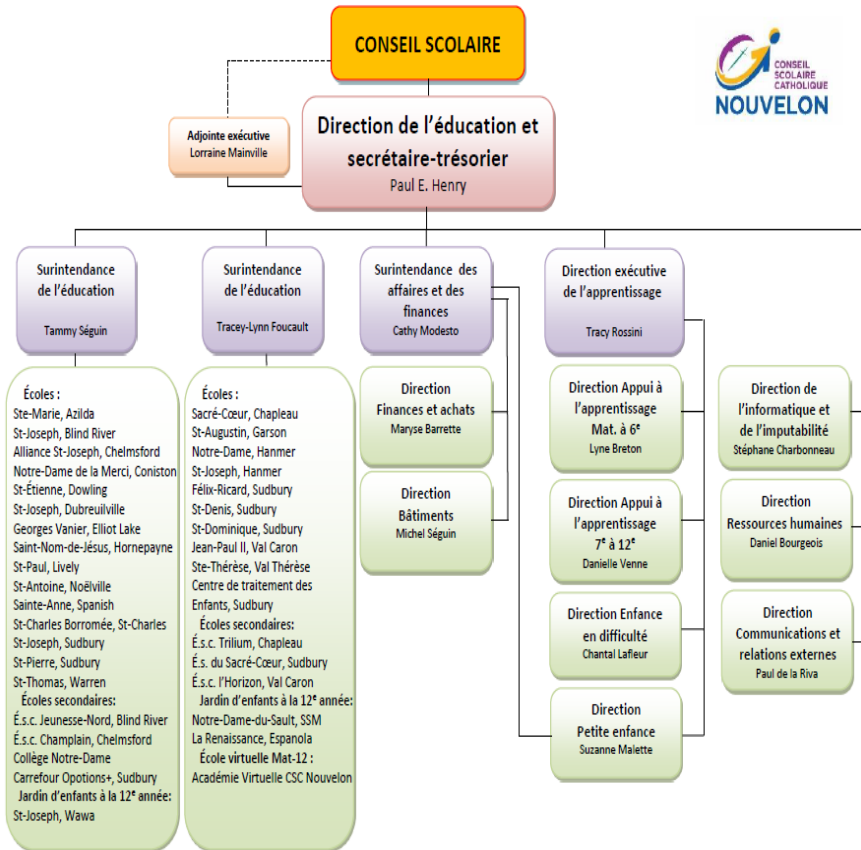 CONSEIL SCOLAIRE
CONSEIL
SCOLAIRE
CATHOLIQUE
NOUVELON
Adjointe exécutive
Lorraine Mainville
Direction de l'éducation et
secrétaire-trésorier
Paul E. Henry
Surintendance
de l'éducation
Tammy Séguin
Surintendance
de l'éducation
Tracey-Lynn Foucault
Surintendance des
affaires et des
finances
Cathy Modesto
Direction exécutive
de l'apprentissage
Tracy Rossini
Écoles :
Ste-Marie, Azilda
St-Joseph, Blind River
Alliance St-Joseph, Chelmsford
Notre-Dame de la Merci, Coniston
St-Étienne, Dowling
St-Joseph, Dubreuilville
Georges Vanier, Elliot Lake
Saint-Nom-de-Jésus, Hornepayne
St-Paul, Lively
St-Antoine, Noëlville
Sainte-Anne, Spanish
St-Charles Borromée, St-Charles
St-Joseph, Sudbury
St-Pierre, Sudbury
St-Thomas, Warren
Écoles secondaires:
É.s.c. Jeunesse-Nord, Blind River
É.s.c. Champlain, Chelmsford
Collège Notre-Dame
Carrefour Opotions+, Sudbury
Jardin d'enfants à la 12e année:
St-Joseph, Wawa
Écoles :
Sacré-Cœur, Chapleau
St-Augustin, Garson
Notre-Dame, Hanmer
St-Joseph, Hanmer
Félix-Ricard, Sudbury
St-Denis, Sudbury
St-Dominique, Sudbury
Jean-Paul II, Val Caron
Ste-Thérèse, Val Thérèse
Centre de traitement des
Enfants, Sudbury
Écoles secondaires:
É.s.c. Trilium, Chapleau
É.s. du Sacré-Cœur, Sudbury
É.s.c. l'Horizon, Val Caron
Jardin d'enfants à la 12e année:
Notre-Dame-du-Sault, SSM
La Renaissance, Espanola
École virtuelle Mat-12 :
Académie Virtuelle CSC Nouvelon
Direction
Finances et achats
Maryse Barrette
Direction
Bâtiments
Michel Séguin
Direction Appui à
l'apprentissage
Mat. à 6e
Lyne Breton
Direction Appui à
l'apprentissage
7e à 12e
Danielle Venne
Direction Enfance
en difficulté
Chantal Lafleur
Direction
Petite enfance
Suzanne Malette
Direction de
l'informatique et
de l'imputabilité
Stéphane Charbonneau
Direction
Ressources humaines
Daniel Bourgeois
Direction
Communications et
relations externes
Paul de la Riva